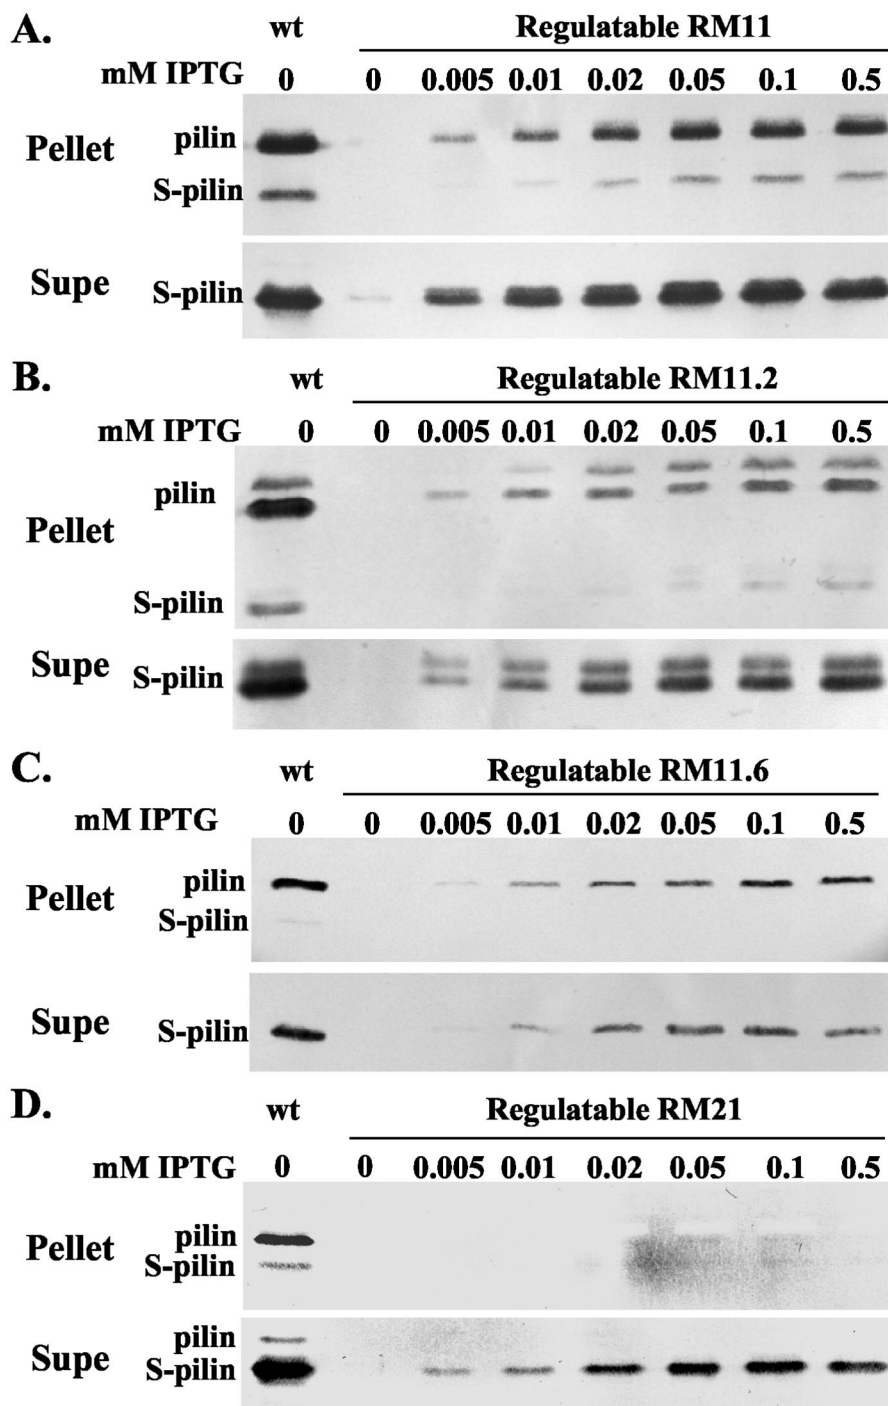 A. wt Regulatable RM11
mM IPTG 0 0 0.005 0.01 0.02 0.05 0.1 0.5
Pellet pilin
S-pilin
Supe S-pilin
B. wt Regulatable RM11.2
mM IPTG 0 0 0.005 0.01 0.02 0.05 0.1 0.5
pilin
Pellet
S-pilin
Supe S-pilin
C. wt Regulatable RM11.6
mM IPTG 0 0 0.005 0.01 0.02 0.05 0.1 0.5
Pellet pilin
S-pilin
Supe S-pilin
D. wt Regulatable RM21
mM IPTG 0 0 0.005 0.01 0.02 0.05 0.1 0.5
Pellet pilin
S-pilin
Supe pilin
S-pilin